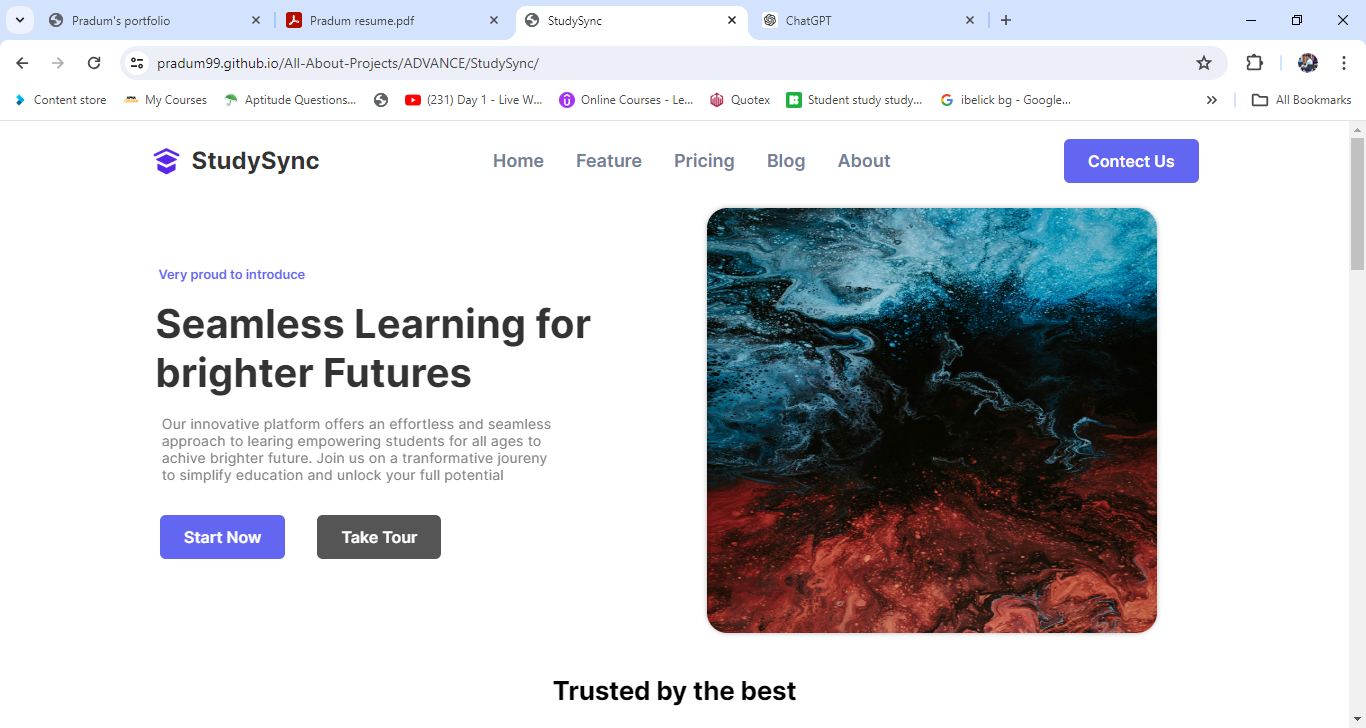 Pradum's portfolio
Pradum resume.pdf
StudySync
ChatGPT
pradum99.github.io/All-About-Projects/ADVANCE/StudySync/
Content store
My Courses
Aptitude Questions...
(231) Day 1 - Live W...
Online Courses - Le...
Quotex
Student study study...
ibelick bg - Google...
All Bookmarks
StudySync
Home
Feature
Pricing
Blog
About
Contect Us
Very proud to introduce
Seamless Learning for
brighter Futures
Our innovative platform offers an effortless and seamless
approach to learing empowering students for all ages to
achive brighter future. Join us on a tranformative joureny
to simplify education and unlock your full potential
Start Now
Take Tour
Trusted by the best